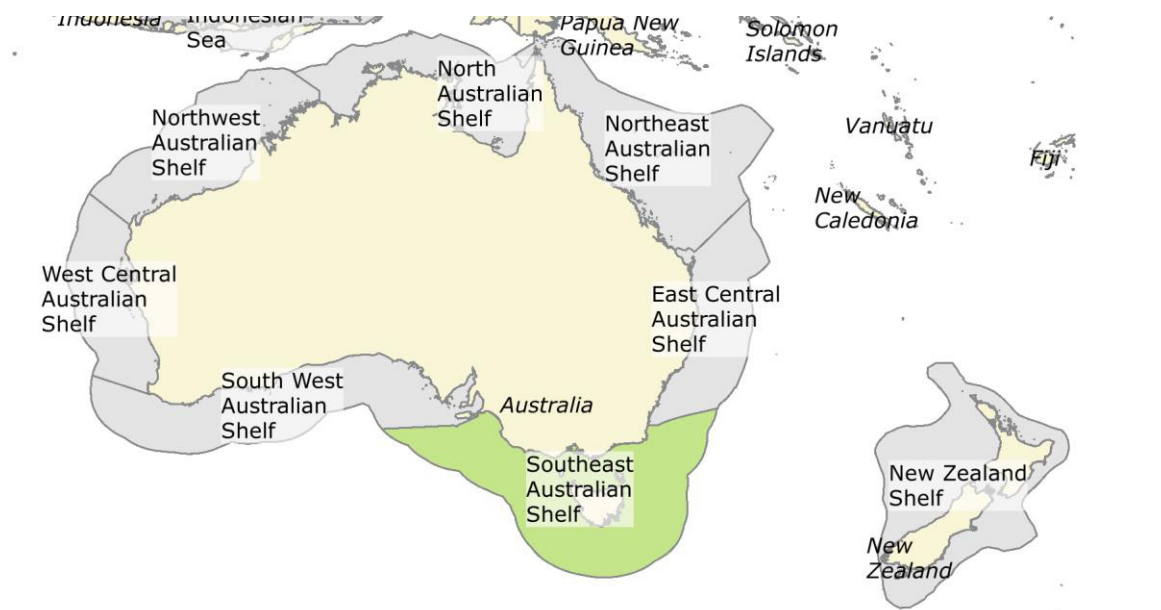 Indonesia
Indonesian
Sea
Papua New
Guinea
Solomon
Islands
North
Australian
Shelf
Northwest
Australian
Shelf
Northeast
Australian
Shelf
Vanuatu
Fiji
New
Caledonia
West Central
Australian
Shelf
East Central
Australian
Shelf
South West
Australian
Shelf
Australia
Southeast
Australian
Shelf
New Zealand
Shelf
New
Zealand